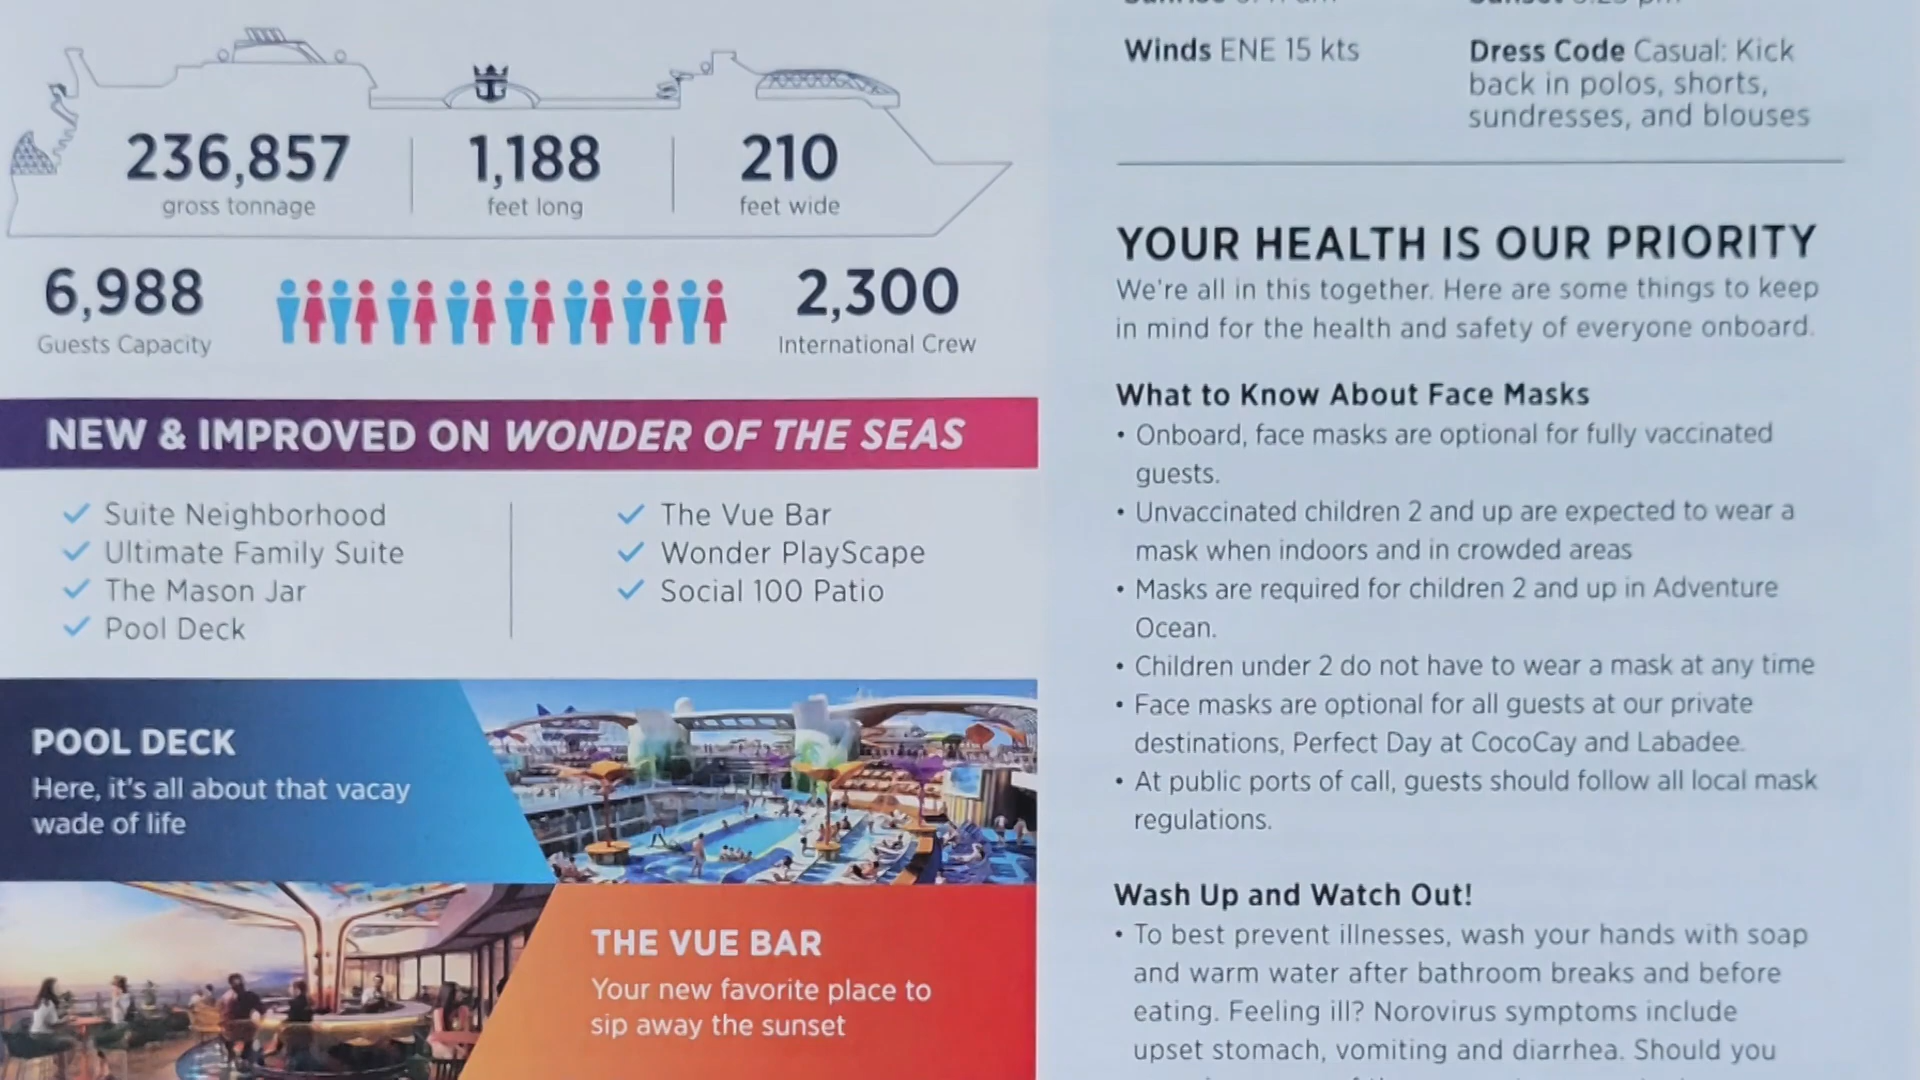 236,857
gross tonnage
1,188
feet long
210
feet wide
6,988
Guests Capacity
2,300
International Crew
NEW & IMPROVED ON WONDER OF THE SEAS
Suite Neighborhood
Ultimate Family Suite
The Mason Jar
Pool Deck
The Vue Bar
Wonder PlayScape
Social 100 Patio
POOL DECK
Here, it's all about that vacay
wade of life
THE VUE BAR
Your new favorite place to
sip away the sunset
Winds ENE 15 kts
Dress Code Casual: Kick
back in polos, shorts,
sundresses, and blouses
YOUR HEALTH IS OUR PRIORITY
We're all in this together. Here are some things to keep
in mind for the health and safety of everyone onboard.
What to Know About Face Masks
• Onboard, face masks are optional for fully vaccinated
guests.
• Unvaccinated children 2 and up are expected to wear a
mask when indoors and in crowded areas
• Masks are required for children 2 and up in Adventure
Ocean.
• Children under 2 do not have to wear a mask at any time
• Face masks are optional for all guests at our private
destinations, Perfect Day at CocoCay and Labadee.
• At public ports of call, guests should follow all local mask
regulations.
Wash Up and Watch Out!
• To best prevent illnesses, wash your hands with soap
and warm water after bathroom breaks and before
eating. Feeling ill? Norovirus symptoms include
upset stomach, vomiting and diarrhea. Should you